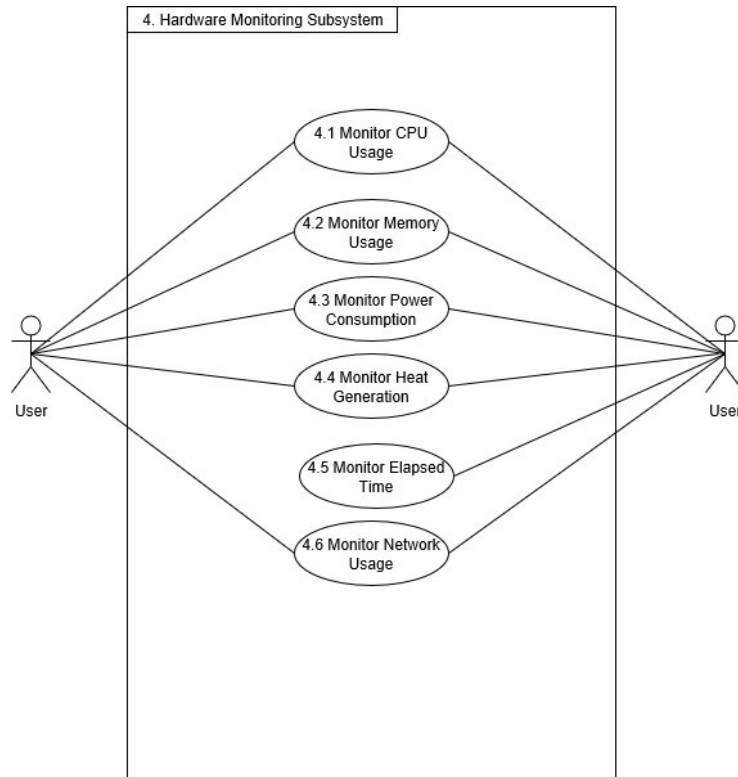 4. Hardware Monitoring Subsystem
4.1 Monitor CPU
Usage
4.2 Monitor Memory
Usage
4.3 Monitor Power
Consumption
4.4 Monitor Heat
Generation
User
User
4.5 Monitor Elapsed
Time
4.6 Monitor Network
Usage